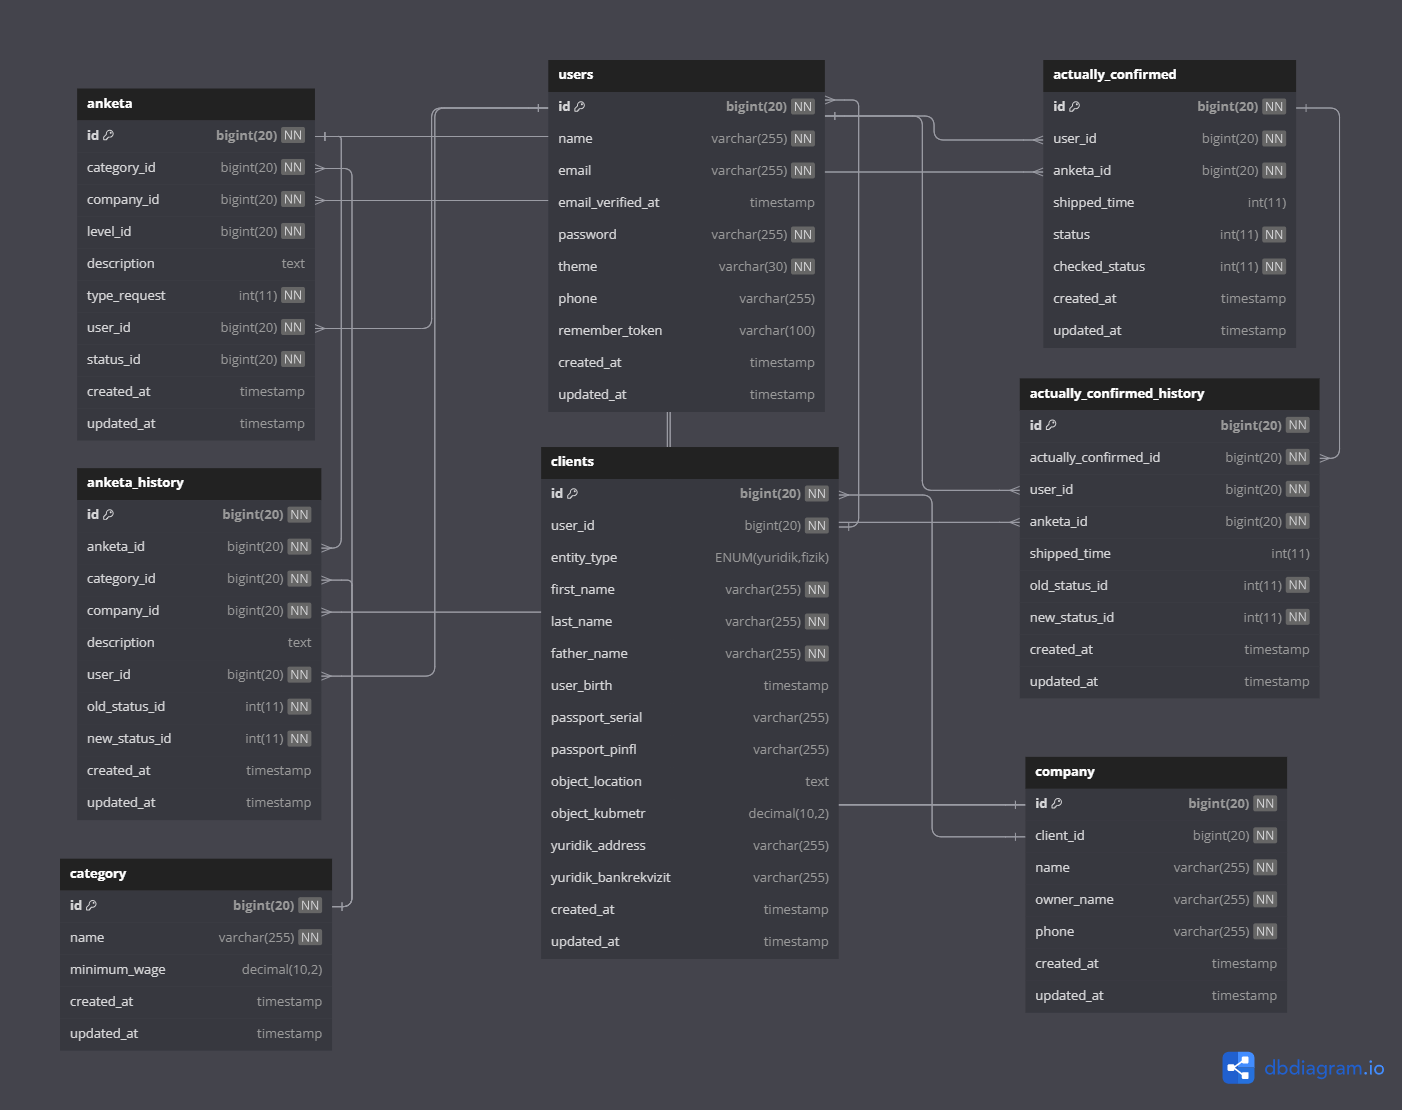 anketa
id bigint(20) NN
category_id bigint(20) NN
company_id bigint(20) NN
level_id bigint(20) NN
description text
type_request int(11) NN
user_id bigint(20) NN
status_id bigint(20) NN
created_at timestamp
updated_at timestamp
anketa_history
id bigint(20) NN
anketa_id bigint(20) NN
category_id bigint(20) NN
company_id bigint(20) NN
description text
user_id bigint(20) NN
old_status_id int(11) NN
new_status_id int(11) NN
created_at timestamp
updated_at timestamp
category
id bigint(20) NN
name varchar(255) NN
minimum_wage decimal(10,2)
created_at timestamp
updated_at timestamp
users
id bigint(20) NN
name varchar(255) NN
email varchar(255) NN
email_verified_at timestamp
password varchar(255) NN
theme varchar(30) NN
phone varchar(255)
remember_token varchar(100)
created_at timestamp
updated_at timestamp
clients
id bigint(20) NN
user_id bigint(20) NN
entity_type ENUM(yuridik,fizik)
first_name varchar(255) NN
last_name varchar(255) NN
father_name varchar(255) NN
user_birth timestamp
passport_serial varchar(255)
passport_pinfl varchar(255)
object_location text
object_kubmetr decimal(10,2)
yuridik_address varchar(255)
yuridik_bankrekvizit varchar(255)
created_at timestamp
updated_at timestamp
actually_confirmed
id bigint(20) NN
user_id bigint(20) NN
anketa_id bigint(20) NN
shipped_time int(11)
status int(11) NN
checked_status int(11) NN
created_at timestamp
updated_at timestamp
actually_confirmed_history
id bigint(20) NN
actually_confirmed_id bigint(20) NN
user_id bigint(20) NN
anketa_id bigint(20) NN
shipped_time int(11)
old_status_id int(11) NN
new_status_id int(11) NN
created_at timestamp
updated_at timestamp
company
id bigint(20) NN
client_id bigint(20) NN
name varchar(255) NN
owner_name varchar(255) NN
phone varchar(255) NN
created_at timestamp
updated_at timestamp
dbdiagram.io